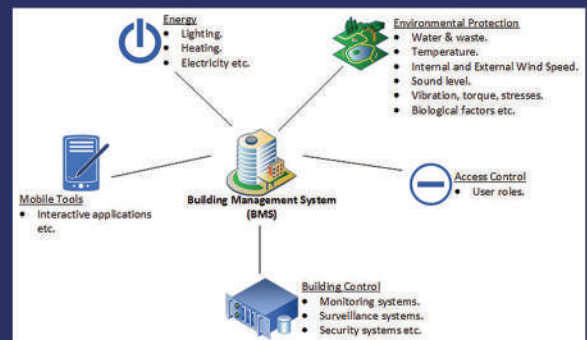 Energy
• Lighting.
• Heating.
• Electricity etc.
Environmental Protection
• Water & waste.
• Temperature.
• Internal and External Wind Speed.
• Sound level.
• Vibration, torque, stresses.
• Biological factors etc.
Mobile Tools
• Interactive applications
etc.
Building Management System
(BMS)
Access Control
• User roles.
Building Control
• Monitoring systems.
• Surveillance systems.
• Security systems etc.